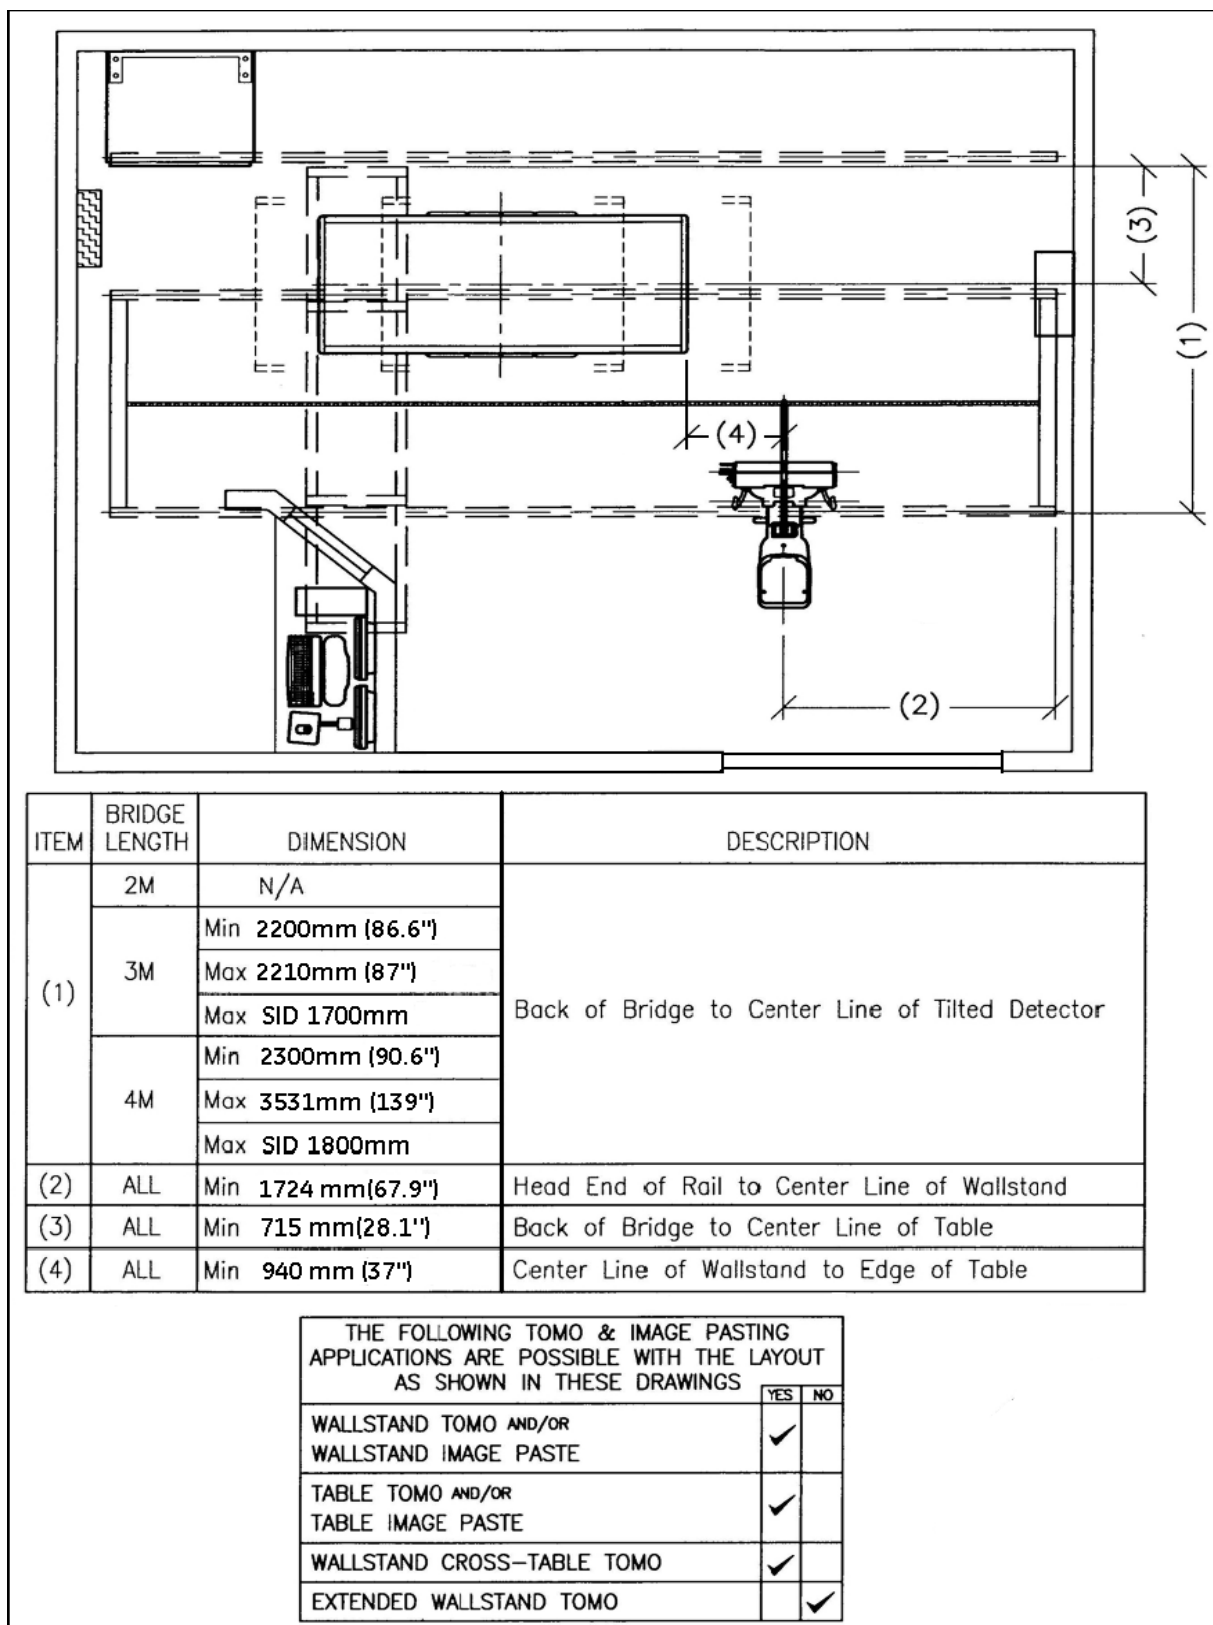 (3)
(1)
(4)
(2)
ITEM BRIDGE LENGTH DIMENSION DESCRIPTION
(1) 2M N/A Back of Bridge to Center Line of Tilted Detector
3M Min 2200mm (86.6")
Max 2210mm (87")
Max SID 1700mm
4M Min 2300mm (90.6")
Max 3531mm (139")
Max SID 1800mm
(2) ALL Min 1724 mm(67.9") Head End of Rail to Center Line of Wallstand
(3) ALL Min 715 mm(28.1") Back of Bridge to Center Line of Table
(4) ALL Min 940 mm (37") Center Line of Wallstand to Edge of Table
THE FOLLOWING TOMO & IMAGE PASTING
APPLICATIONS ARE POSSIBLE WITH THE LAYOUT
AS SHOWN IN THESE DRAWINGS YES NO
WALLSTAND TOMO AND/OR
WALLSTAND IMAGE PASTE ✓
TABLE TOMO AND/OR
TABLE IMAGE PASTE ✓
WALLSTAND CROSS-TABLE TOMO ✓
EXTENDED WALLSTAND TOMO ✓